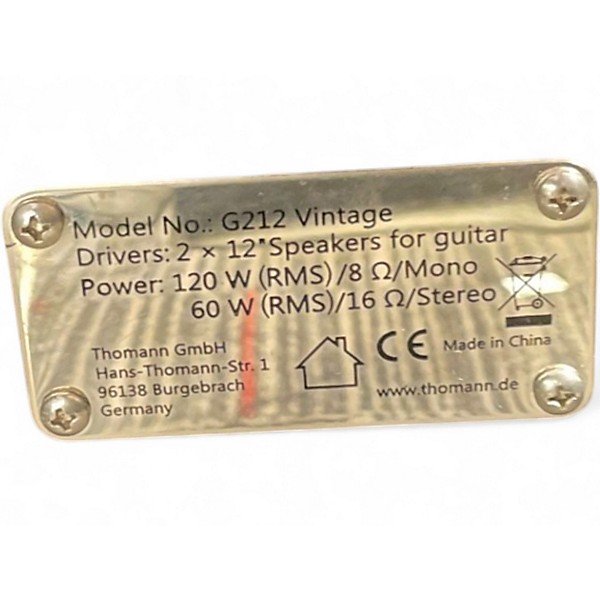 Model No.: G212 Vintage
Drivers: 2 × 12"Speakers for guitar
Power: 120 W (RMS)/8 Ω/Mono
60 W (RMS)/16 Ω/Stereo
Thomann GmbH
Hans-Thomann-Str. 1
96138 Burgebrach
Germany
CE Made in China
www.thomann.de